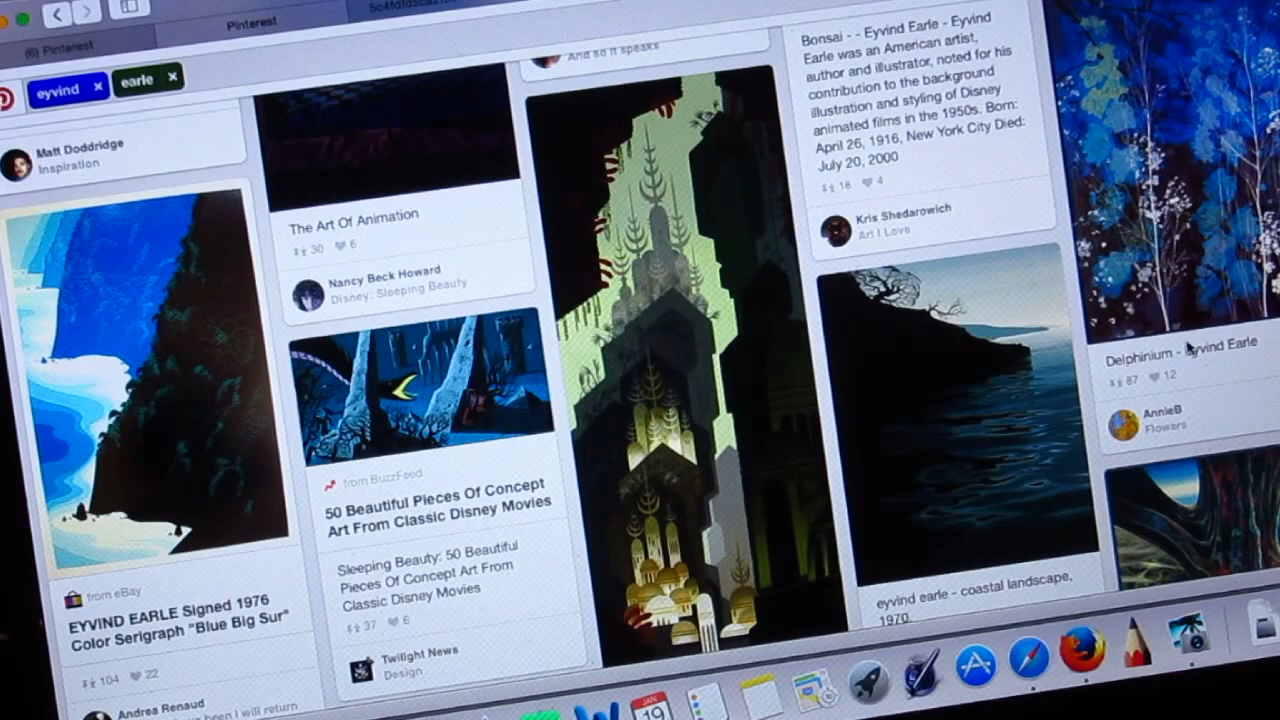 (6) Pinterest
Pinterest
eyvind
earle
Matt Doddridge
Inspiration
from eBay
EYVIND EARLE Signed 1976
Color Serigraph "Blue Big Sur"
104 22
Andrea Renaud
been I will return
The Art Of Animation
30 6
Nancy Beck Howard
Disney: Sleeping Beauty
from BuzzFeed
50 Beautiful Pieces Of Concept
Art From Classic Disney Movies
Sleeping Beauty: 50 Beautiful
Pieces Of Concept Art From
Classic Disney Movies
37 6
Twilight News
Design
And so it speaks
Bonsai - - Eyvind Earle - Eyvind
Earle was an American artist,
author and illustrator, noted for his
contribution to the background
illustration and styling of Disney
animated films in the 1950s. Born:
April 26, 1916, New York City Died:
July 20, 2000
16 4
Kris Shedarowich
Art I Love
eyvind earle - coastal landscape,
1970
Delphinium - Eyvind Earle
87 12
AnnieB
Flowers
JAN
19